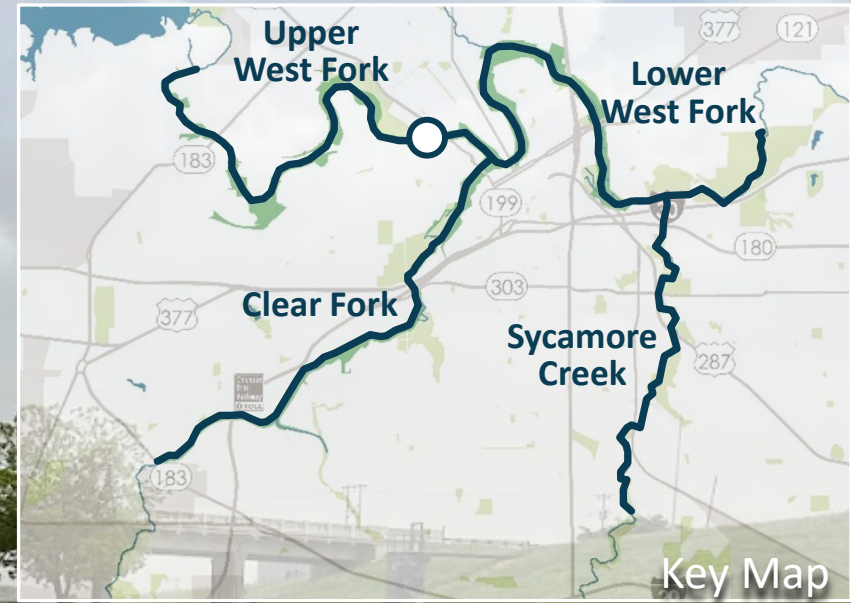 Upper
West Fork
377
121
Lower
West Fork
183
199
180
303
377
Clear Fork
Sycamore
Creek
287
183
Key Map